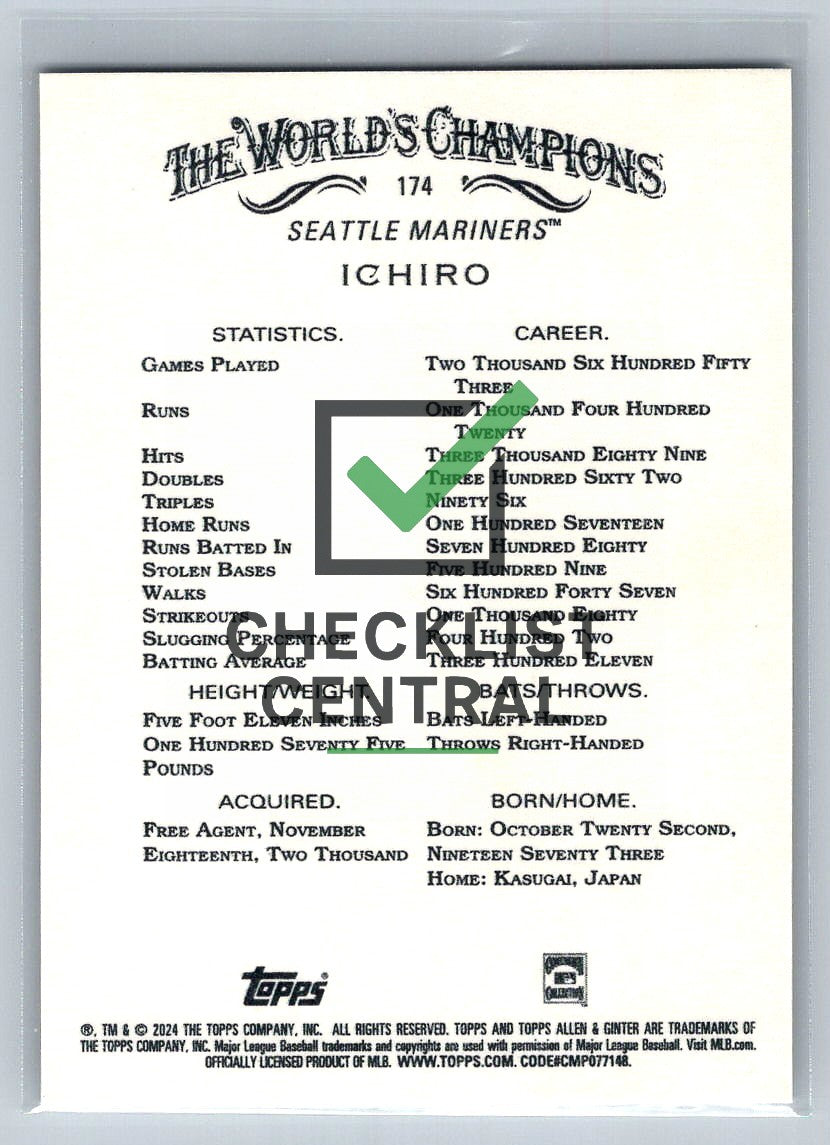 THE WORLD'S CHAMPIONS
174
SEATTLE MARINERS™
ICHIRO
STATISTICS. CAREER.
GAMES PLAYED TWO THOUSAND SIX HUNDRED FIFTY
THREE
RUNS ONE THOUSAND FOUR HUNDRED
TWENTY
HITS THREE THOUSAND EIGHTY NINE
DOUBLES THREE HUNDRED SIXTY TWO
TRIPLES NINETY SIX
HOME RUNS ONE HUNDRED SEVENTEEN
RUNS BATTED IN SEVEN HUNDRED EIGHTY
STOLEN BASES FIVE HUNDRED NINE
WALKS SIX HUNDRED FORTY SEVEN
STRIKEOUTS ONE THOUSAND EIGHTY
SLUGGING PERCENTAGE FOUR HUNDRED TWO
BATTING AVERAGE THREE HUNDRED ELEVEN
CHECKLIST
CENTRAL
HEIGHT/WEIGHT. BATS/THROWS.
FIVE FOOT ELEVEN INCHES BATS LEFT-HANDED
ONE HUNDRED SEVENTY FIVE THROWS RIGHT-HANDED
POUNDS
ACQUIRED. BORN/HOME.
FREE AGENT, NOVEMBER BORN: OCTOBER TWENTY SECOND,
EIGHTEENTH, TWO THOUSAND NINETEEN SEVENTY THREE
HOME: KASUGAI, JAPAN
Topps®
®, TM & © 2024 THE TOPPS COMPANY, INC. ALL RIGHTS RESERVED. TOPPS AND TOPPS ALLEN & GINTER ARE TRADEMARKS OF
THE TOPPS COMPANY, INC. Major League Baseball trademarks and copyrights are used with permission of Major League Baseball. Visit MLB.com.
OFFICIALLY LICENSED PRODUCT OF MLB. WWW.TOPPS.COM. CODE#CMP077148.